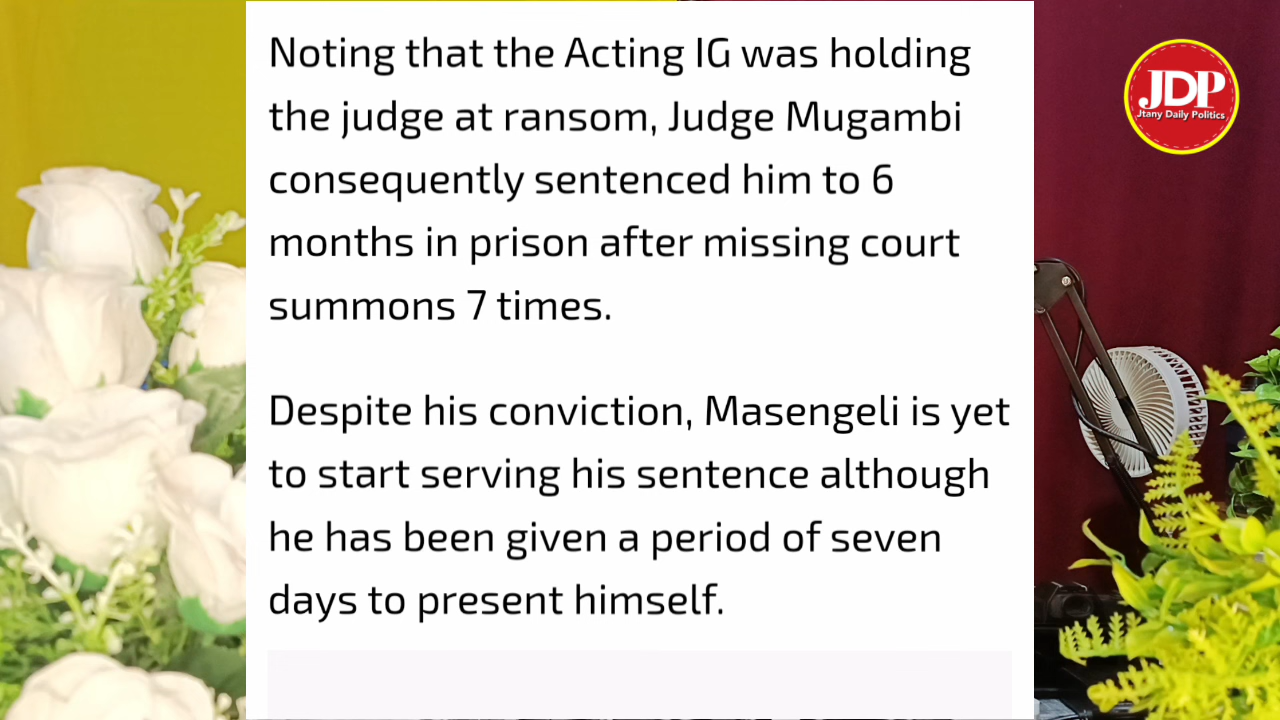 Noting that the Acting IG was holding
the judge at ransom, Judge Mugambi
consequently sentenced him to 6
months in prison after missing court
summons 7 times.
Despite his conviction, Masengeli is yet
to start serving his sentence although
he has been given a period of seven
days to present himself.
JDP
Jtany Daily Politics